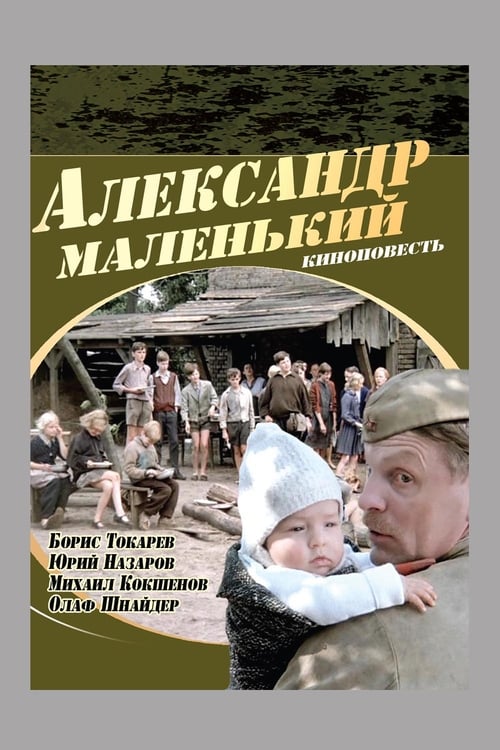 Александр
маленький
киноповесть
Борис Токарев
Юрий Назаров
Михаил Кокшенов
Олаф Шнайдер